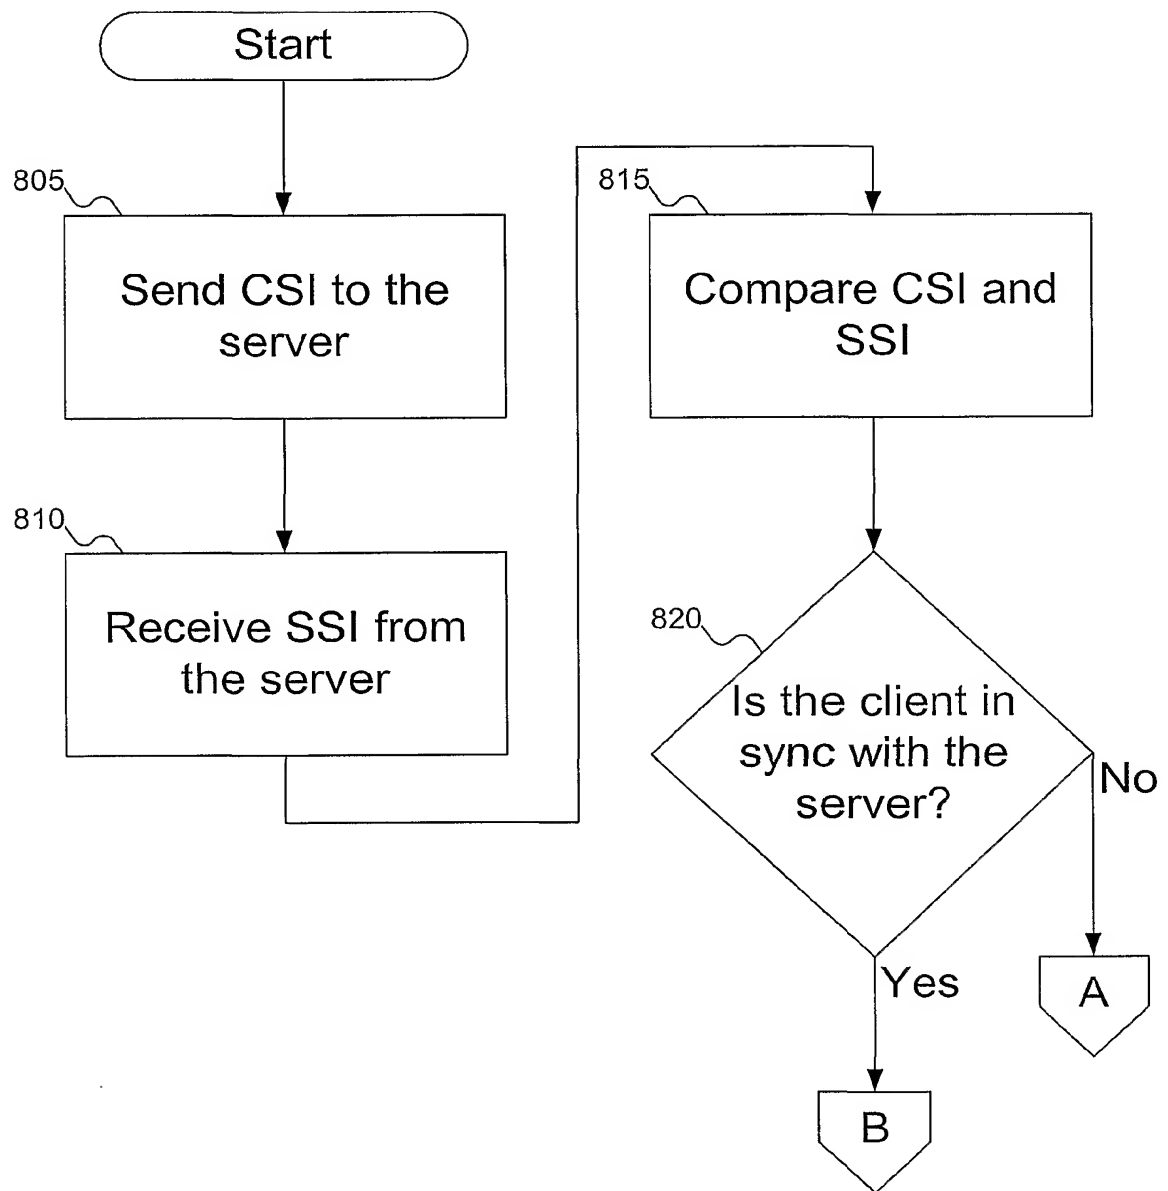 Start
805
Send CSI to the
server
810
Receive SSI from
the server
815
Compare CSI and
SSI
820
Is the client in
sync with the
server?
No
Yes
A
B